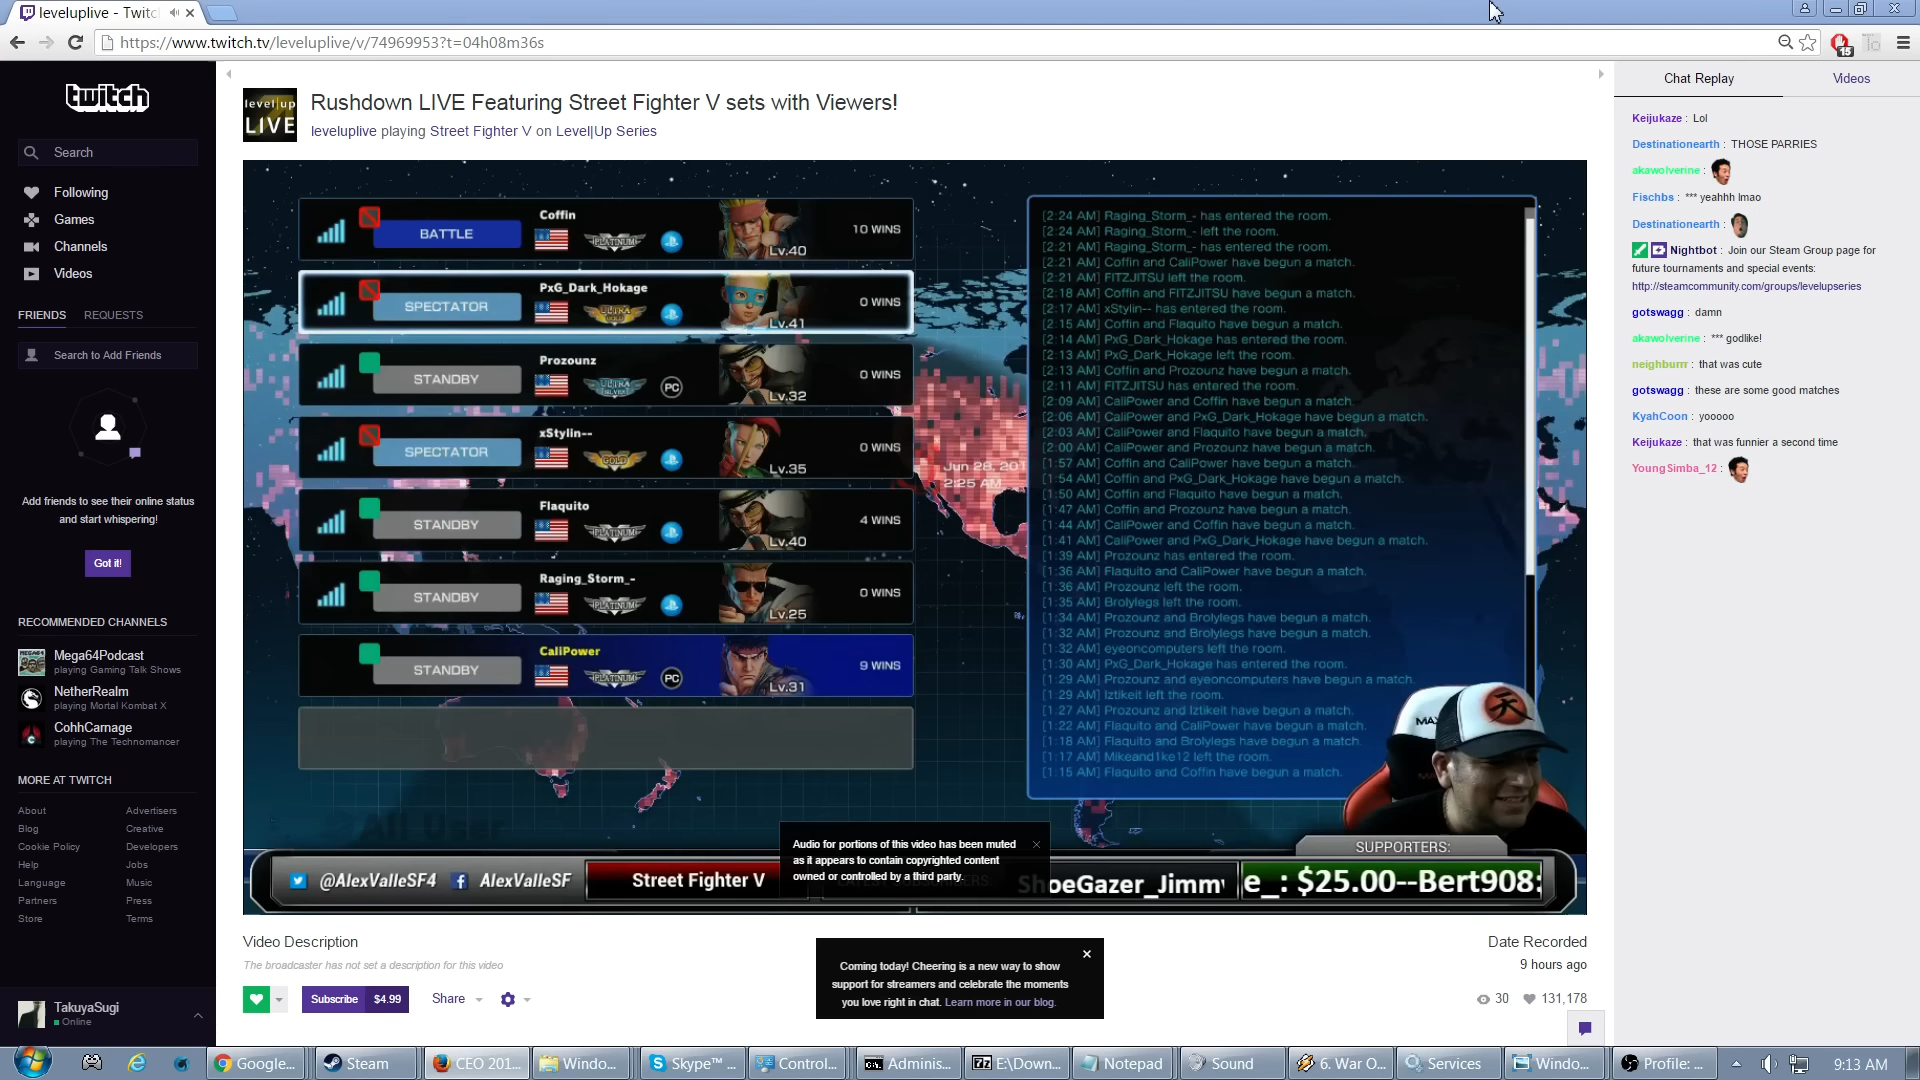 leveluplive - Twitc
https://www.twitch.tv/leveluplive/v/74969953?t=04h08m36s
15
twitch
Search
Following
Games
Channels
Videos
FRIENDS REQUESTS
Search to Add Friends
Add friends to see their online status
and start whispering!
Got it!
RECOMMENDED CHANNELS
Mega64Podcast
playing Gaming Talk Shows
NetherRealm
playing Mortal Kombat X
CohhCarnage
playing The Technomancer
MORE AT TWITCH
About Advertisers
Blog Creative
Cookie Policy Developers
Help Jobs
Language Music
Partners Press
Store Terms
TakuyaSugi
Online
level|up
LIVE
Rushdown LIVE Featuring Street Fighter V sets with Viewers!
leveluplive playing Street Fighter V on Level|Up Series
BATTLE Coffin PLATINUM Lv.40 10 WINS
SPECTATOR PxG_Dark_Hokage ULTRA GOLD Lv.41 0 WINS
STANDBY Prozounz ULTRA SILVER PC Lv.32 0 WINS
SPECTATOR xStylin-- GOLD Lv.35 0 WINS
STANDBY Flaquito PLATINUM Lv.40 4 WINS
STANDBY Raging_Storm_- PLATINUM Lv.25 0 WINS
STANDBY CaliPower PLATINUM PC Lv.31 9 WINS
Jun 28, 201
2:25 AM
[2:24 AM] Raging_Storm_- has entered the room.
[2:24 AM] Raging_Storm_- left the room.
[2:21 AM] Raging_Storm_- has entered the room.
[2:21 AM] Coffin and CaliPower have begun a match.
[2:21 AM] FITZJITSU left the room.
[2:18 AM] Coffin and FITZJITSU have begun a match.
[2:17 AM] xStylin-- has entered the room.
[2:15 AM] Coffin and Flaquito have begun a match.
[2:14 AM] PxG_Dark_Hokage has entered the room.
[2:13 AM] PxG_Dark_Hokage left the room.
[2:13 AM] Coffin and Prozounz have begun a match.
[2:11 AM] FITZJITSU has entered the room.
[2:09 AM] CaliPower and Coffin have begun a match.
[2:06 AM] CaliPower and PxG_Dark_Hokage have begun a match.
[2:03 AM] CaliPower and Flaquito have begun a match.
[2:00 AM] CaliPower and Prozounz have begun a match.
[1:57 AM] Coffin and CaliPower have begun a match.
[1:54 AM] Coffin and PxG_Dark_Hokage have begun a match.
[1:50 AM] Coffin and Flaquito have begun a match.
[1:47 AM] Coffin and Prozounz have begun a match.
[1:44 AM] CaliPower and Coffin have begun a match.
[1:41 AM] CaliPower and PxG_Dark_Hokage have begun a match.
[1:39 AM] Prozounz has entered the room.
[1:36 AM] Flaquito and CaliPower have begun a match.
[1:36 AM] Prozounz left the room.
[1:35 AM] Brolylegs left the room.
[1:34 AM] Prozounz and Brolylegs have begun a match.
[1:32 AM] Prozounz and Brolylegs have begun a match.
[1:32 AM] eyeoncomputers left the room.
[1:30 AM] PxG_Dark_Hokage has entered the room.
[1:29 AM] Prozounz and eyeoncomputers have begun a match.
[1:29 AM] Iztikeit left the room.
[1:27 AM] Prozounz and Iztikeit have begun a match.
[1:22 AM] Flaquito and CaliPower have begun a match.
[1:18 AM] Flaquito and Brolylegs have begun a match.
[1:17 AM] Mikeand1ke12 left the room.
[1:15 AM] Flaquito and Coffin have begun a match.
Audio for portions of this video has been muted
as it appears to contain copyrighted content
owned or controlled by a third party.
@AlexValleSF4 AlexValleSF Street Fighter V
LATEST SUBSCRIBERS:
ShoeGazer_Jimmy
SUPPORTERS:
e_: $25.00--Bert908:
Video Description
The broadcaster has not set a description for this video
Subscribe $4.99 Share
Coming today! Cheering is a new way to show
support for streamers and celebrate the moments
you love right in chat. Learn more in our blog.
Date Recorded
9 hours ago
30 131,178
Chat Replay Videos
Keijukaze : Lol
Destinationearth : THOSE PARRIES
akawolverine :
Fischbs : *** yeahhh lmao
Destinationearth :
Nightbot : Join our Steam Group page for
future tournaments and special events:
http://steamcommunity.com/groups/levelupseries
gotswagg : damn
akawolverine : *** godlike!
neighburrr : that was cute
gotswagg : these are some good matches
KyahCoon : yooooo
Keijukaze : that was funnier a second time
YoungSimba_12 :
Google... Steam CEO 201... Windo... Skype™ ... Control... Adminis... E:\Down... Notepad Sound 6. War O... Services Windo... Profile: ... 9:13 AM